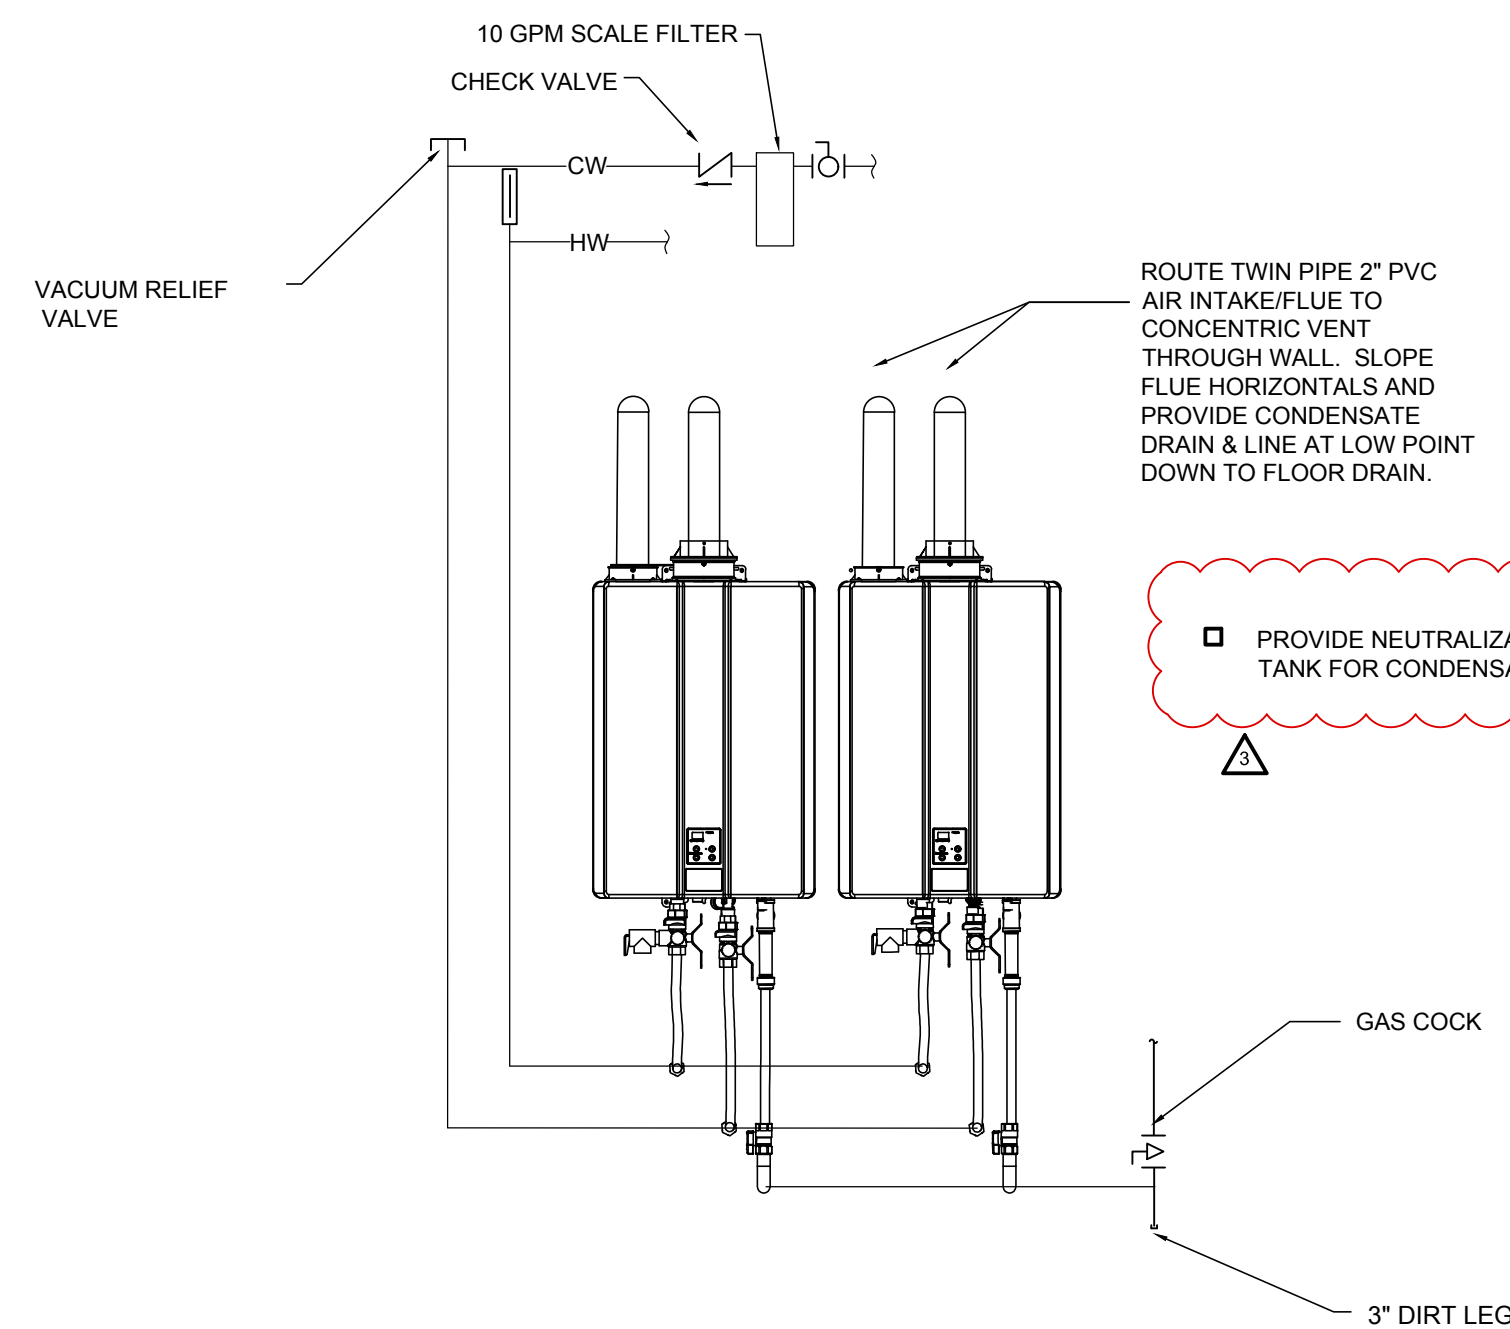 10 GPM SCALE FILTER
CHECK VALVE
CW
HW
VACUUM RELIEF
VALVE
ROUTE TWIN PIPE 2" PVC
AIR INTAKE/FLUE TO
CONCENTRIC VENT
THROUGH WALL. SLOPE
FLUE HORIZONTALS AND
PROVIDE CONDENSATE
DRAIN & LINE AT LOW POINT
DOWN TO FLOOR DRAIN.
PROVIDE NEUTRALIZA
TANK FOR CONDENSA
3
GAS COCK
3" DIRT LEG